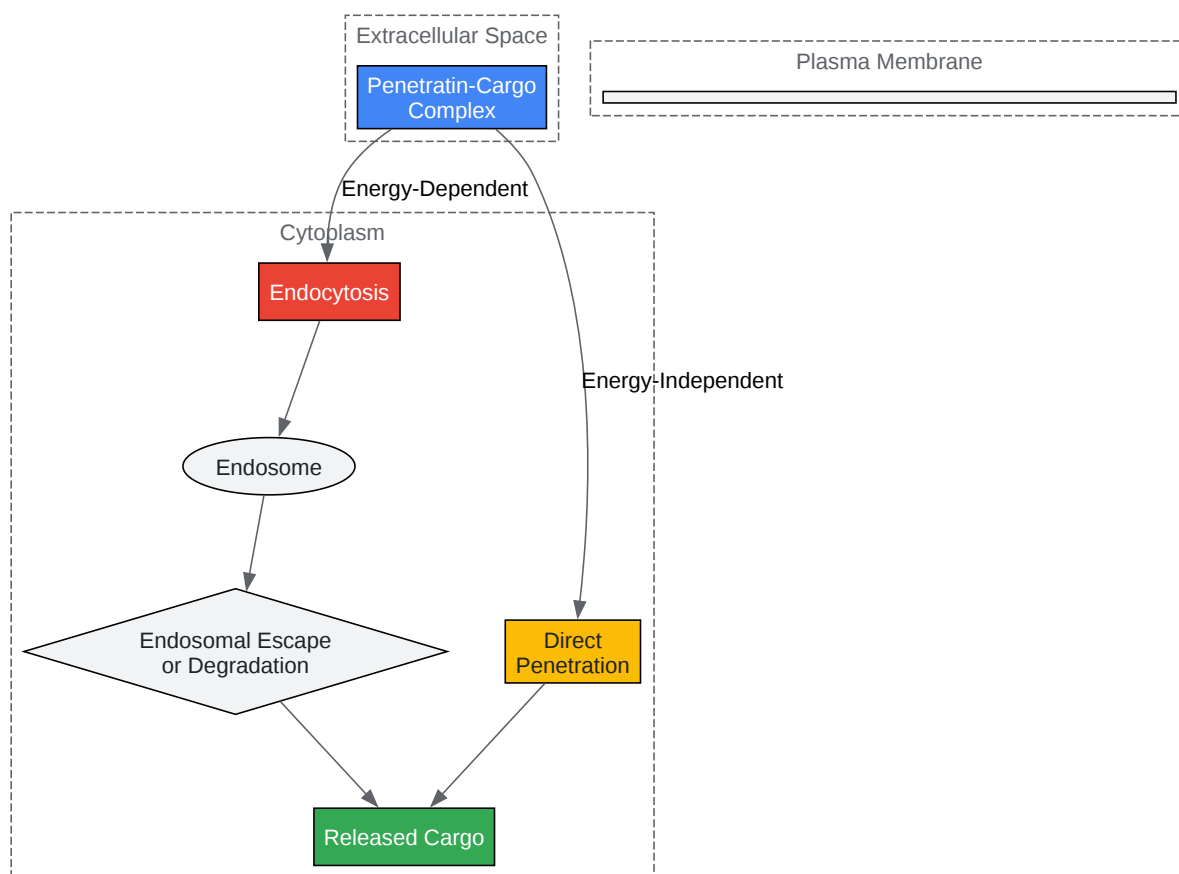 Extracellular Space
Plasma Membrane
Penetratin-Cargo
Complex
Energy-Dependent
Cytoplasm
Endocytosis
Energy-Independent
Endosome
Endosomal Escape
or Degradation
Direct
Penetration
Released Cargo